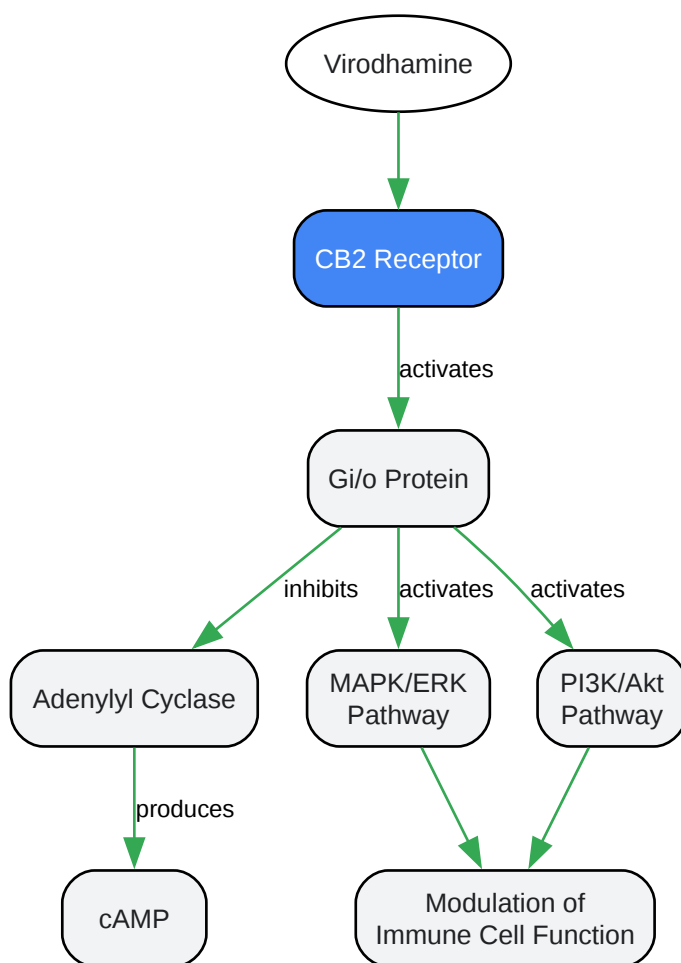 Virodhamine
CB2 Receptor
activates
Gi/o Protein
inhibits
activates
activates
Adenylyl Cyclase
MAPK/ERK
Pathway
PI3K/Akt
Pathway
produces
cAMP
Modulation of
Immune Cell Function